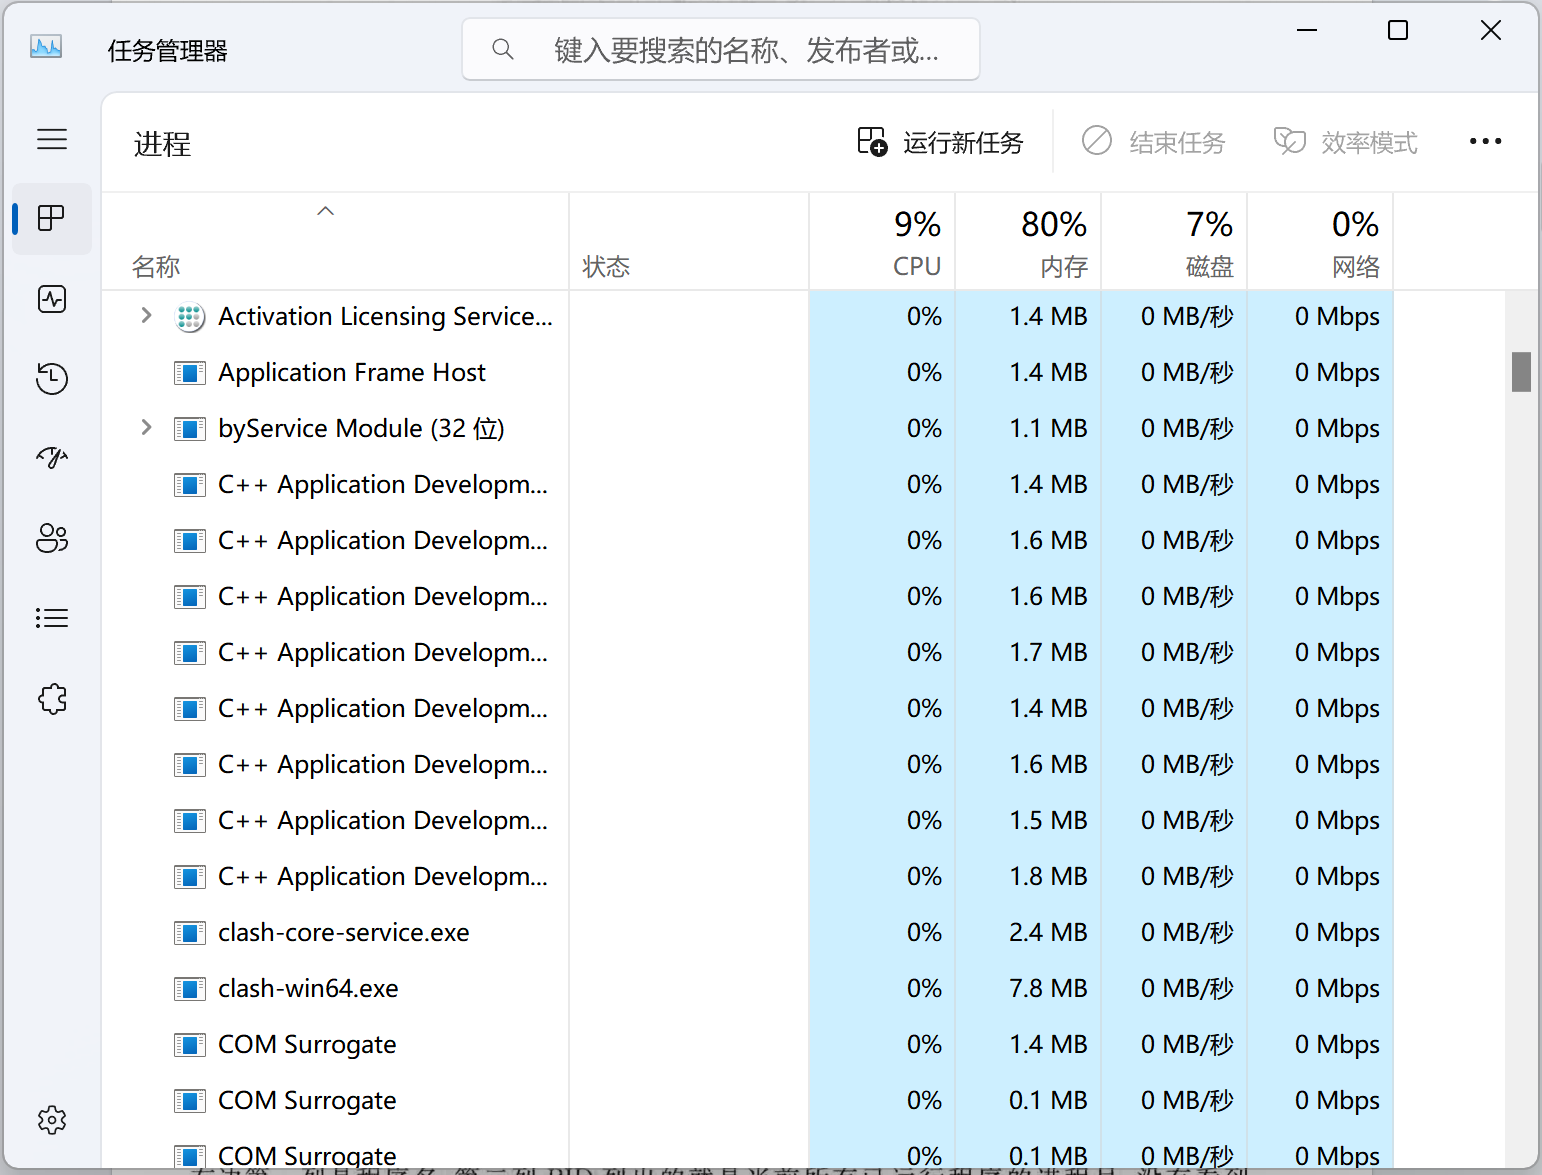 任务管理器
键入要搜索的名称、发布者或...
进程
运行新任务
结束任务
效率模式
名称 状态 9% CPU 80% 内存 7% 磁盘 0% 网络
Activation Licensing Service... 0% 1.4 MB 0 MB/秒 0 Mbps
Application Frame Host 0% 1.4 MB 0 MB/秒 0 Mbps
byService Module (32 位) 0% 1.1 MB 0 MB/秒 0 Mbps
C++ Application Developm... 0% 1.4 MB 0 MB/秒 0 Mbps
C++ Application Developm... 0% 1.6 MB 0 MB/秒 0 Mbps
C++ Application Developm... 0% 1.6 MB 0 MB/秒 0 Mbps
C++ Application Developm... 0% 1.7 MB 0 MB/秒 0 Mbps
C++ Application Developm... 0% 1.4 MB 0 MB/秒 0 Mbps
C++ Application Developm... 0% 1.6 MB 0 MB/秒 0 Mbps
C++ Application Developm... 0% 1.5 MB 0 MB/秒 0 Mbps
C++ Application Developm... 0% 1.8 MB 0 MB/秒 0 Mbps
clash-core-service.exe 0% 2.4 MB 0 MB/秒 0 Mbps
clash-win64.exe 0% 7.8 MB 0 MB/秒 0 Mbps
COM Surrogate 0% 1.4 MB 0 MB/秒 0 Mbps
COM Surrogate 0% 0.1 MB 0 MB/秒 0 Mbps
COM Surrogate 0% 0.1 MB 0 MB/秒 0 Mbps